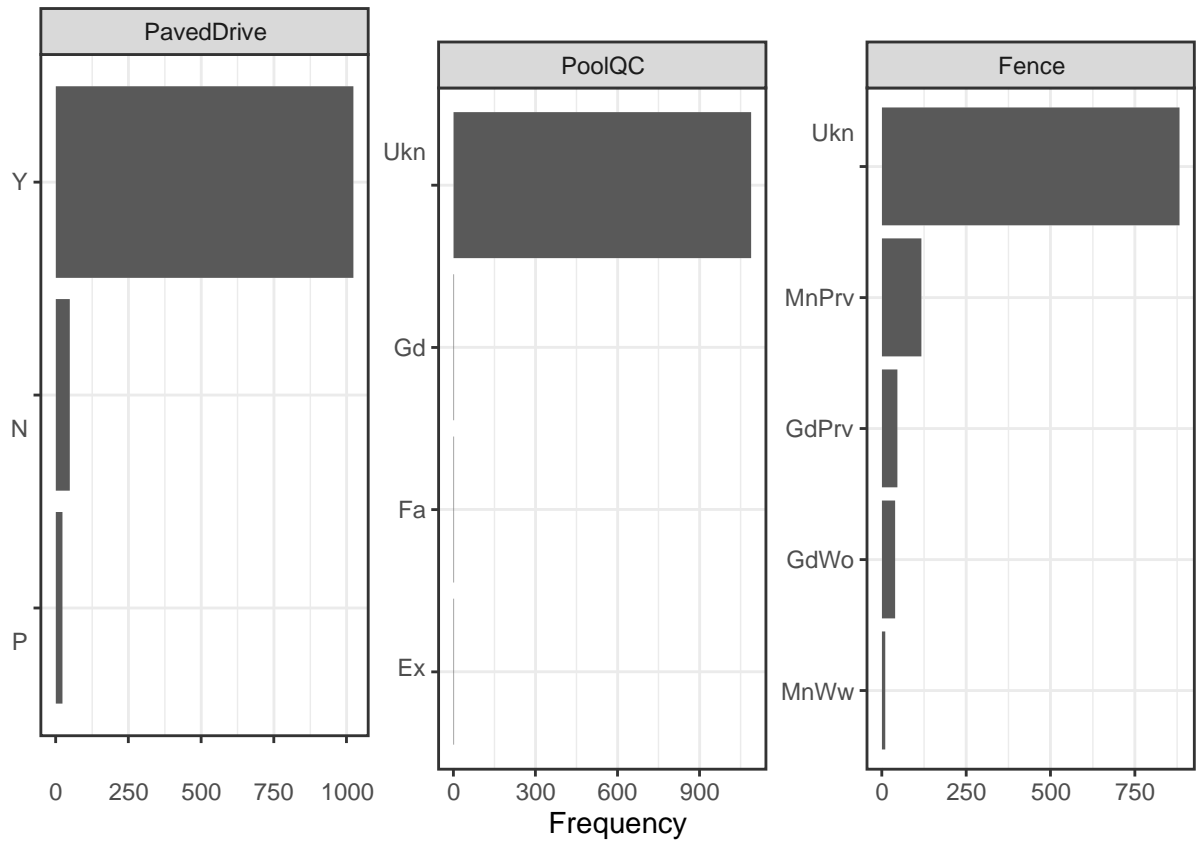 PavedDrive
Y
N
P
0 250 500 750 1000
PoolQC
Ukn
Gd
Fa
Ex
0 300 600 900
Fence
Ukn
MnPrv
GdPrv
GdWo
MnWw
0 250 500 750
Frequency